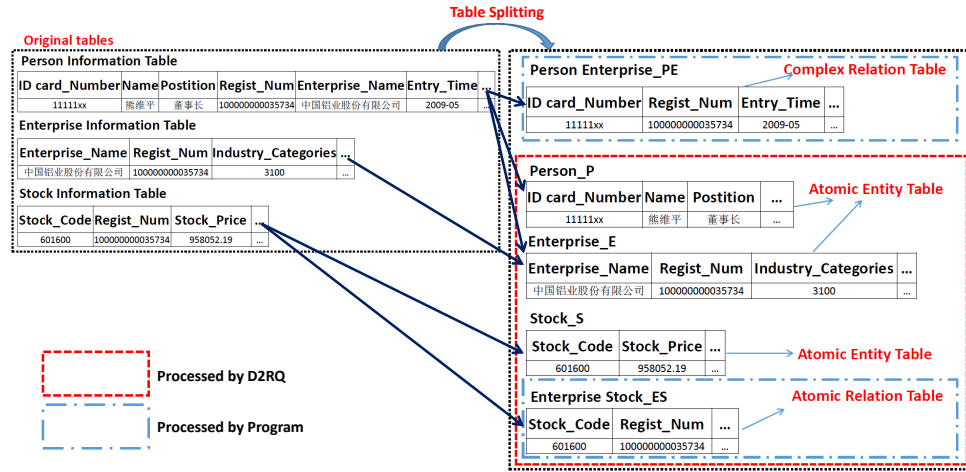 Table Splitting
Original tables
Person Information Table
ID card_Number Name Postition Regist_Num Enterprise_Name Entry_Time ...
11111xx 熊维平 董事长 100000000035734 中国铝业股份有限公司 2009-05 ...
Enterprise Information Table
Enterprise_Name Regist_Num Industry_Categories ...
中国铝业股份有限公司 100000000035734 3100 ...
Stock Information Table
Stock_Code Regist_Num Stock_Price ...
601600 100000000035734 958052.19 ...
Processed by D2RQ
Processed by Program
Person Enterprise_PE Complex Relation Table
ID card_Number Regist_Num Entry_Time ...
11111xx 100000000035734 2009-05 ...
Person_P
ID card_Number Name Postition ...
11111xx 熊维平 董事长 ...
Atomic Entity Table
Enterprise_E
Enterprise_Name Regist_Num Industry_Categories ...
中国铝业股份有限公司 100000000035734 3100 ...
Stock_S
Stock_Code Stock_Price ...
601600 958052.19 ...
Atomic Entity Table
Enterprise Stock_ES
Stock_Code Regist_Num ...
601600 100000000035734 ...
Atomic Relation Table